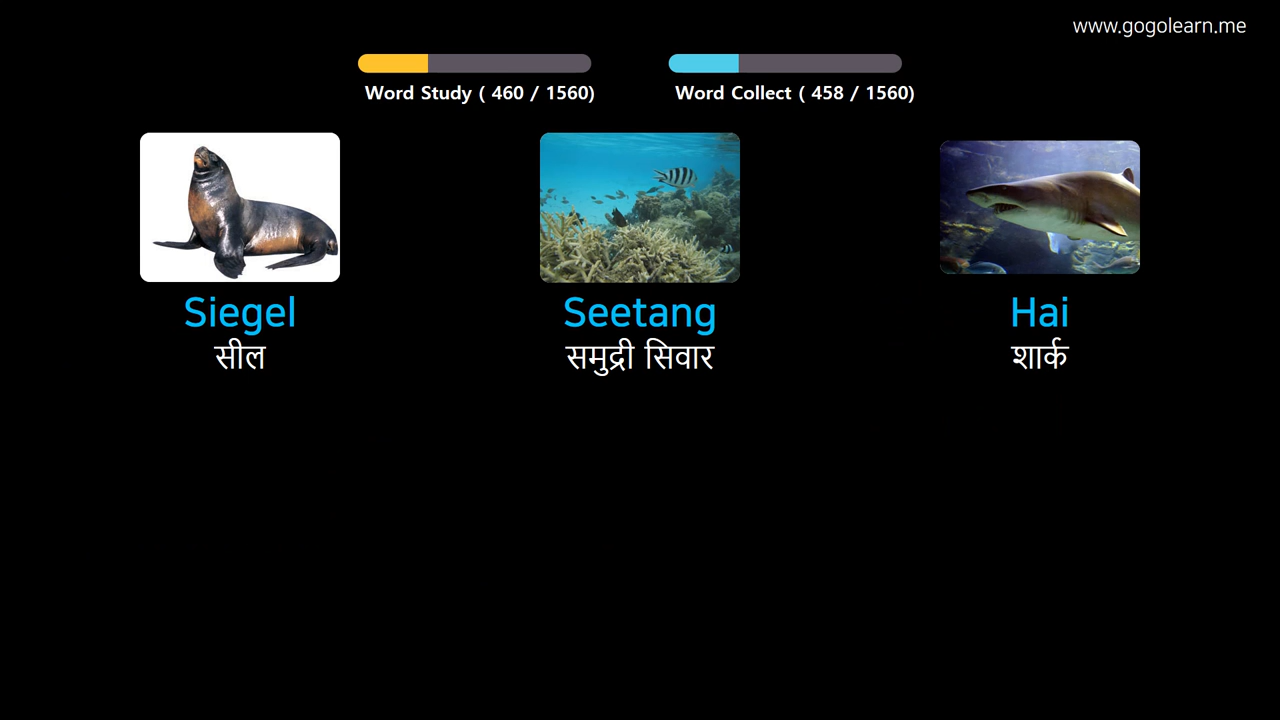 www.gogolearn.me
Word Study ( 460 / 1560)
Word Collect ( 458 / 1560)
Siegel
सील
Seetang
समुद्री सिवार
Hai
शार्क